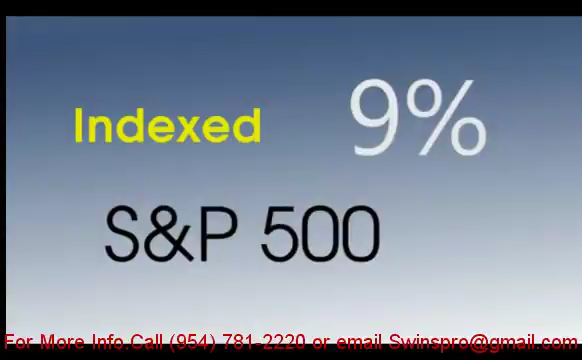 Indexed 9%
S&P 500
For More Info.Call (954) 781-2220 or email Swinspro@gmail.com